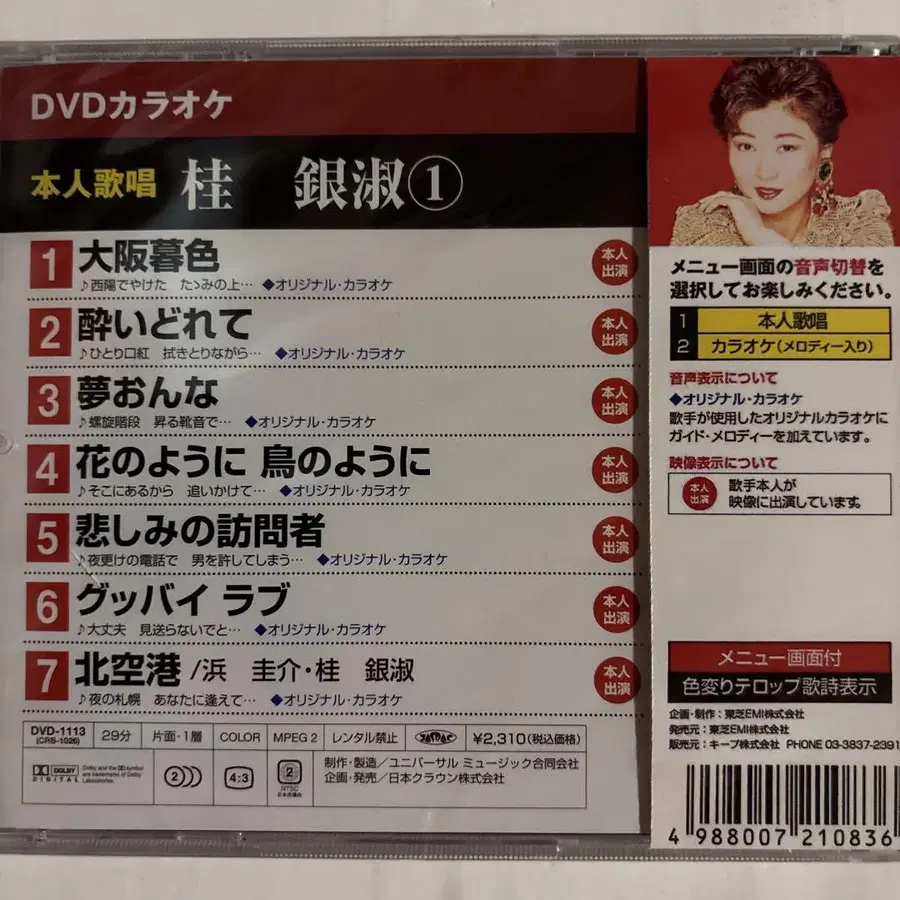 DVDカラオケ
本人歌唱 桂 銀淑①
1 大阪暮色 本人出演
♪西陽でやけた たゝみの上… ◆オリジナル・カラオケ
2 酔いどれて 本人出演
♪ひとり口紅 拭きとりながら… ◆オリジナル・カラオケ
3 夢おんな 本人出演
♪螺旋階段 昇る靴音で… ◆オリジナル・カラオケ
4 花のように 鳥のように 本人出演
♪そこにあるから 追いかけて… ◆オリジナル・カラオケ
5 悲しみの訪問者 本人出演
♪夜更けの電話で 男を許してしまう… ◆オリジナル・カラオケ
6 グッバイ ラブ 本人出演
♪大丈夫 見送らないでと… ◆オリジナル・カラオケ
7 北空港 /浜 圭介・桂 銀淑 本人出演
♪夜の札幌 あなたに逢えて… ◆オリジナル・カラオケ
DVD-1113 29分 片面・1層 COLOR MPEG 2 レンタル禁止 JASRAC ¥2,310(税込価格)
(CRS-1026)
DOLBY DIGITAL
Dolby and the DD symbol are trademarks of Dolby Laboratories.
2
4:3
2 NTSC 日本市場向
制作・製造/ユニバーサル ミュージック合同会社
企画・発売/日本クラウン株式会社
メニュー画面の音声切替を
選択してお楽しみください。
1 本人歌唱
2 カラオケ(メロディー入り)
音声表示について
◆オリジナル・カラオケ
歌手が使用したオリジナルカラオケに
ガイド・メロディーを加えています。
映像表示について
本人出演 歌手本人が
映像に出演しています。
メニュー画面付
色変りテロップ歌詩表示
企画・制作：東芝EMI株式会社
発売元：東芝EMI株式会社
販売元：キープ株式会社 PHONE 03-3837-2391
4 988007 210836